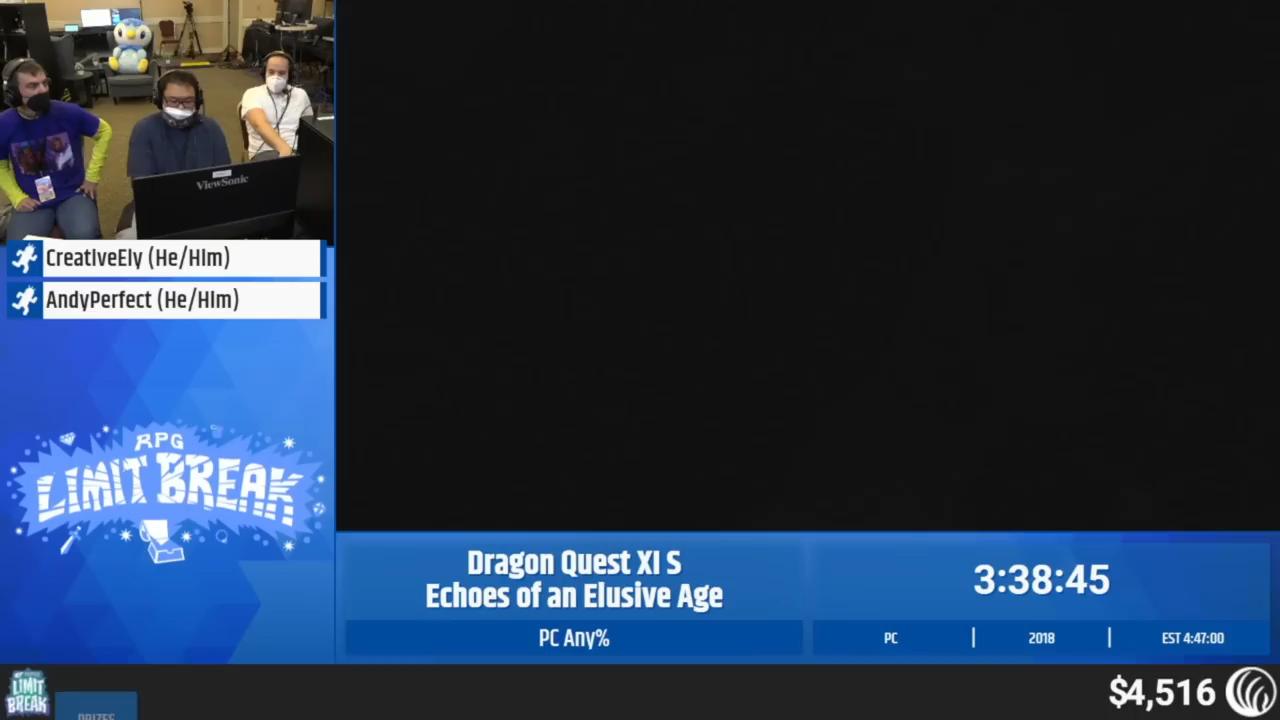 ViewSonic
CreativeEly (He/Him)
AndyPerfect (He/Him)
RPG
LIMIT BREAK
Dragon Quest XI S
Echoes of an Elusive Age
PC Any%
3:38:45
PC
2018
EST 4:47:00
LIMIT
BREAK
PRIZES
$4,516